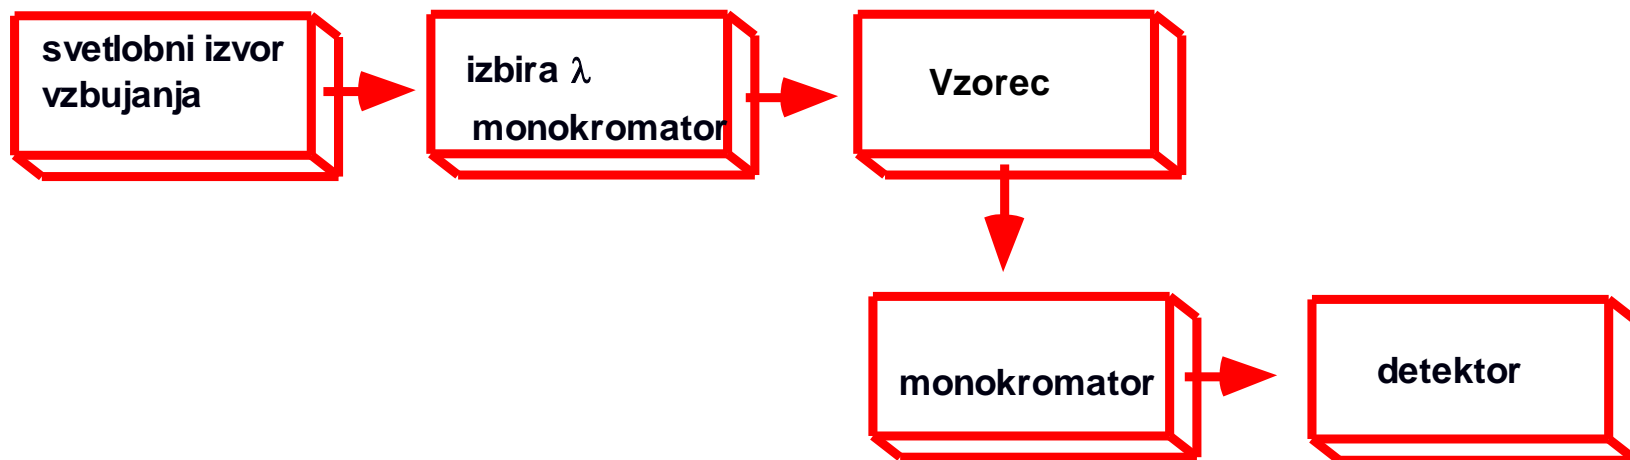 svetlobni izvor
vzbujanja
izbira λ
monokromator
Vzorec
monokromator
detektor